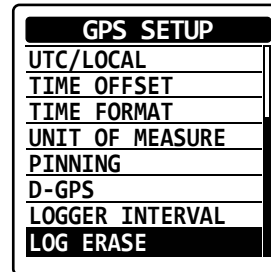 GPS SETUP
UTC/LOCAL
TIME OFFSET
TIME FORMAT
UNIT OF MEASURE
PINNING
D-GPS
LOGGER INTERVAL
LOG ERASE